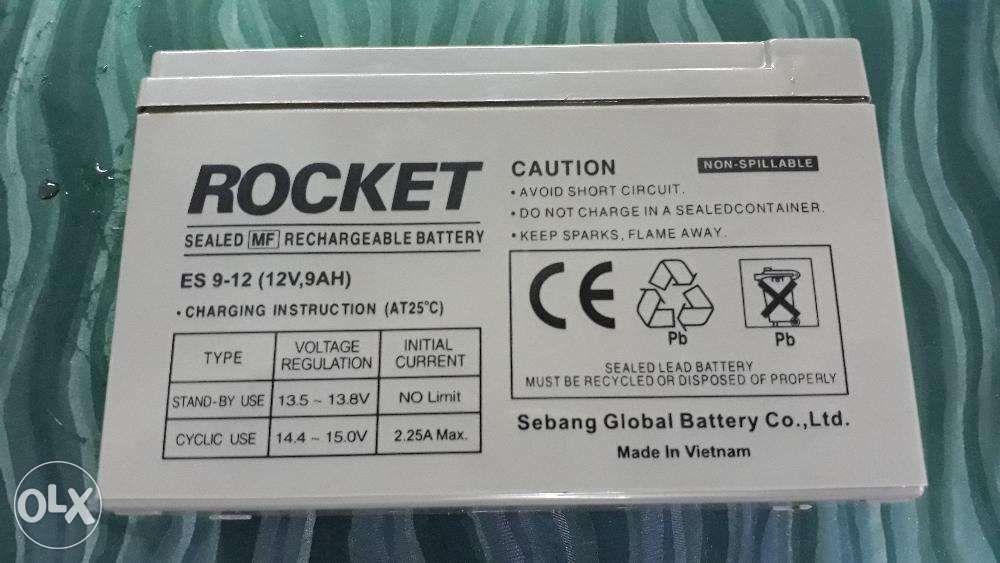 ROCKET
SEALED MF RECHARGEABLE BATTERY
ES 9-12 (12V,9AH)
• CHARGING INSTRUCTION (AT25°C)
TYPE VOLTAGE REGULATION INITIAL CURRENT
STAND-BY USE 13.5 ~ 13.8V NO Limit
CYCLIC USE 14.4 ~ 15.0V 2.25A Max.
CAUTION NON-SPILLABLE
• AVOID SHORT CIRCUIT.
• DO NOT CHARGE IN A SEALEDCONTAINER.
• KEEP SPARKS, FLAME AWAY.
CE
Pb Pb
SEALED LEAD BATTERY
MUST BE RECYCLED OR DISPOSED OF PROPERLY
Sebang Global Battery Co.,Ltd.
Made In Vietnam
OLX